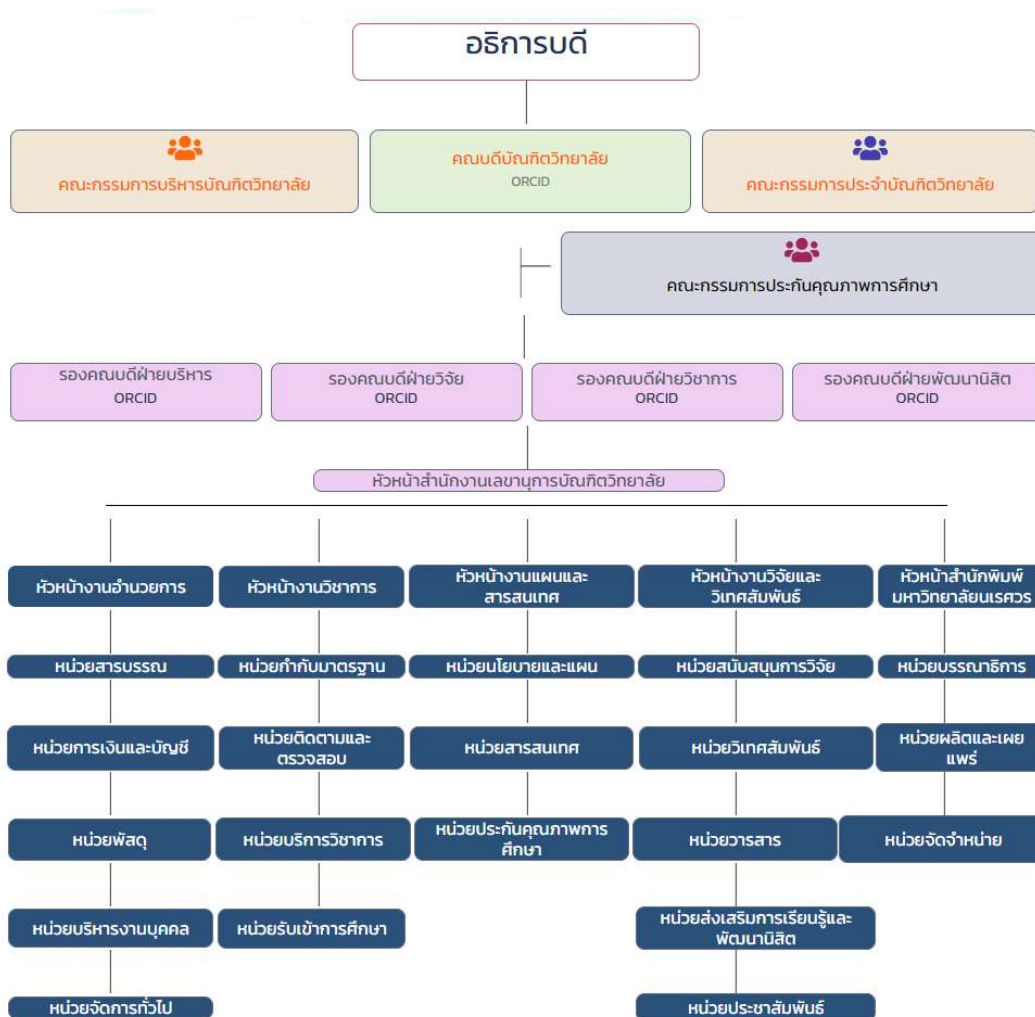 อธิการบดี
คณะกรรมการบริหารบัณฑิตวิทยาลัย
คณบดีบัณฑิตวิทยาลัย
ORCID
คณะกรรมการประจำบัณฑิตวิทยาลัย
คณะกรรมการประกันคุณภาพการศึกษา
รองคณบดีฝ่ายบริหาร
ORCID
รองคณบดีฝ่ายวิจัย
ORCID
รองคณบดีฝ่ายวิชาการ
ORCID
รองคณบดีฝ่ายพัฒนานิสิต
ORCID
หัวหน้าสำนักงานเลขานุการบัณฑิตวิทยาลัย
หัวหน้างานอำนวยการ
หัวหน้างานวิชาการ
หัวหน้างานแผนและ
สารสนเทศ
หัวหน้างานวิจัยและ
วิเทศสัมพันธ์
หัวหน้าสำนักพิมพ์
มหาวิทยาลัยนเรศวร
หน่วยสารบรรณ
หน่วยกำกับมาตรฐาน
หน่วยนโยบายและแผน
หน่วยสนับสนุนการวิจัย
หน่วยบรรณาธิการ
หน่วยการเงินและบัญชี
หน่วยติดตามและ
ตรวจสอบ
หน่วยสารสนเทศ
หน่วยวิเทศสัมพันธ์
หน่วยผลิตและเผย
แพร่
หน่วยพัสดุ
หน่วยบริการวิชาการ
หน่วยประกันคุณภาพการ
ศึกษา
หน่วยวารสาร
หน่วยจัดจำหน่าย
หน่วยบริหารงานบุคคล
หน่วยรับเข้าการศึกษา
หน่วยส่งเสริมการเรียนรู้และ
พัฒนานิสิต
หน่วยจัดการทั่วไป
หน่วยประชาสัมพันธ์